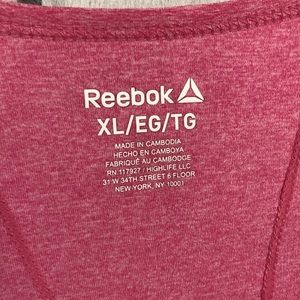 Reebok
XL/EG/TG
MADE IN CAMBODIA
HECHO EN CAMBOYA
FABRIQUÉ AU CAMBODGE
RN 117927 / HIGHLIFE LLC
31 W 34TH STREET 6 FLOOR
NEW YORK, NY 10001